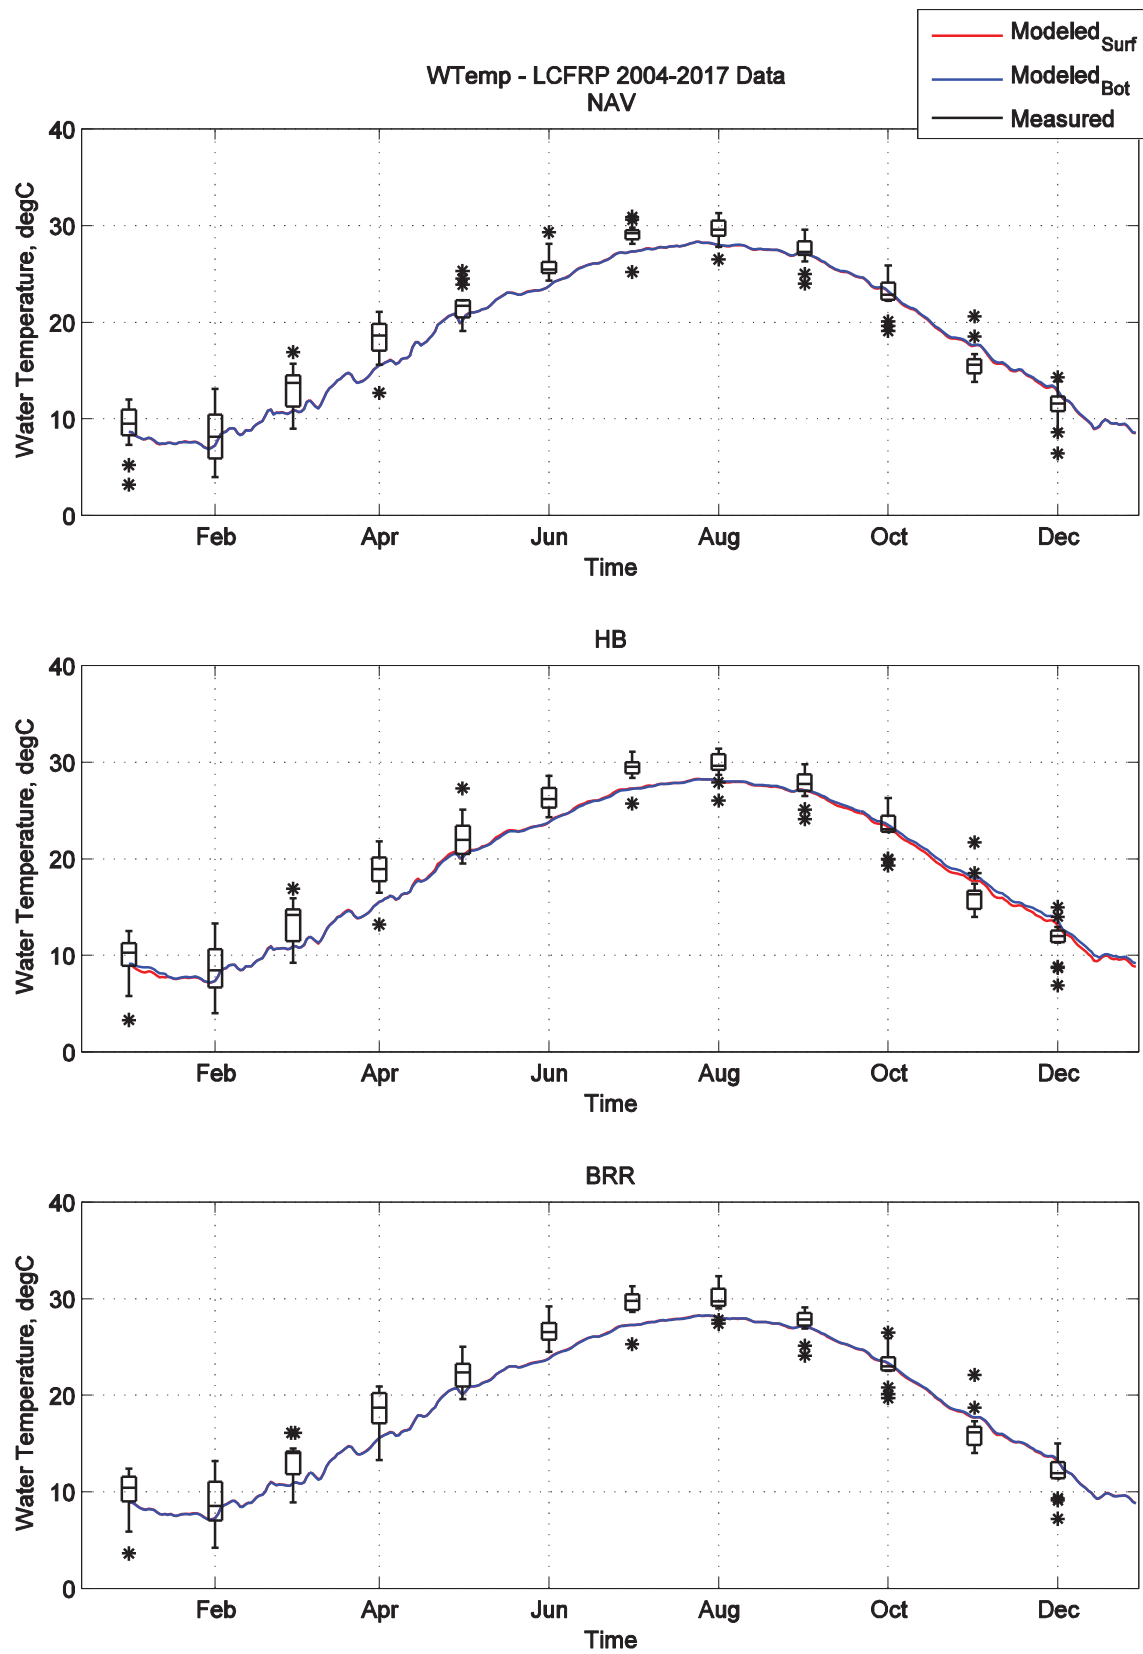 Modeled_Surf
Modeled_Bot
Measured
WTemp - LCFRP 2004-2017 Data
NAV
40
30
20
10
0
Water Temperature, degC
Feb Apr Jun Aug Oct Dec
Time
HB
40
30
20
10
0
Water Temperature, degC
Feb Apr Jun Aug Oct Dec
Time
BRR
40
30
20
10
0
Water Temperature, degC
Feb Apr Jun Aug Oct Dec
Time